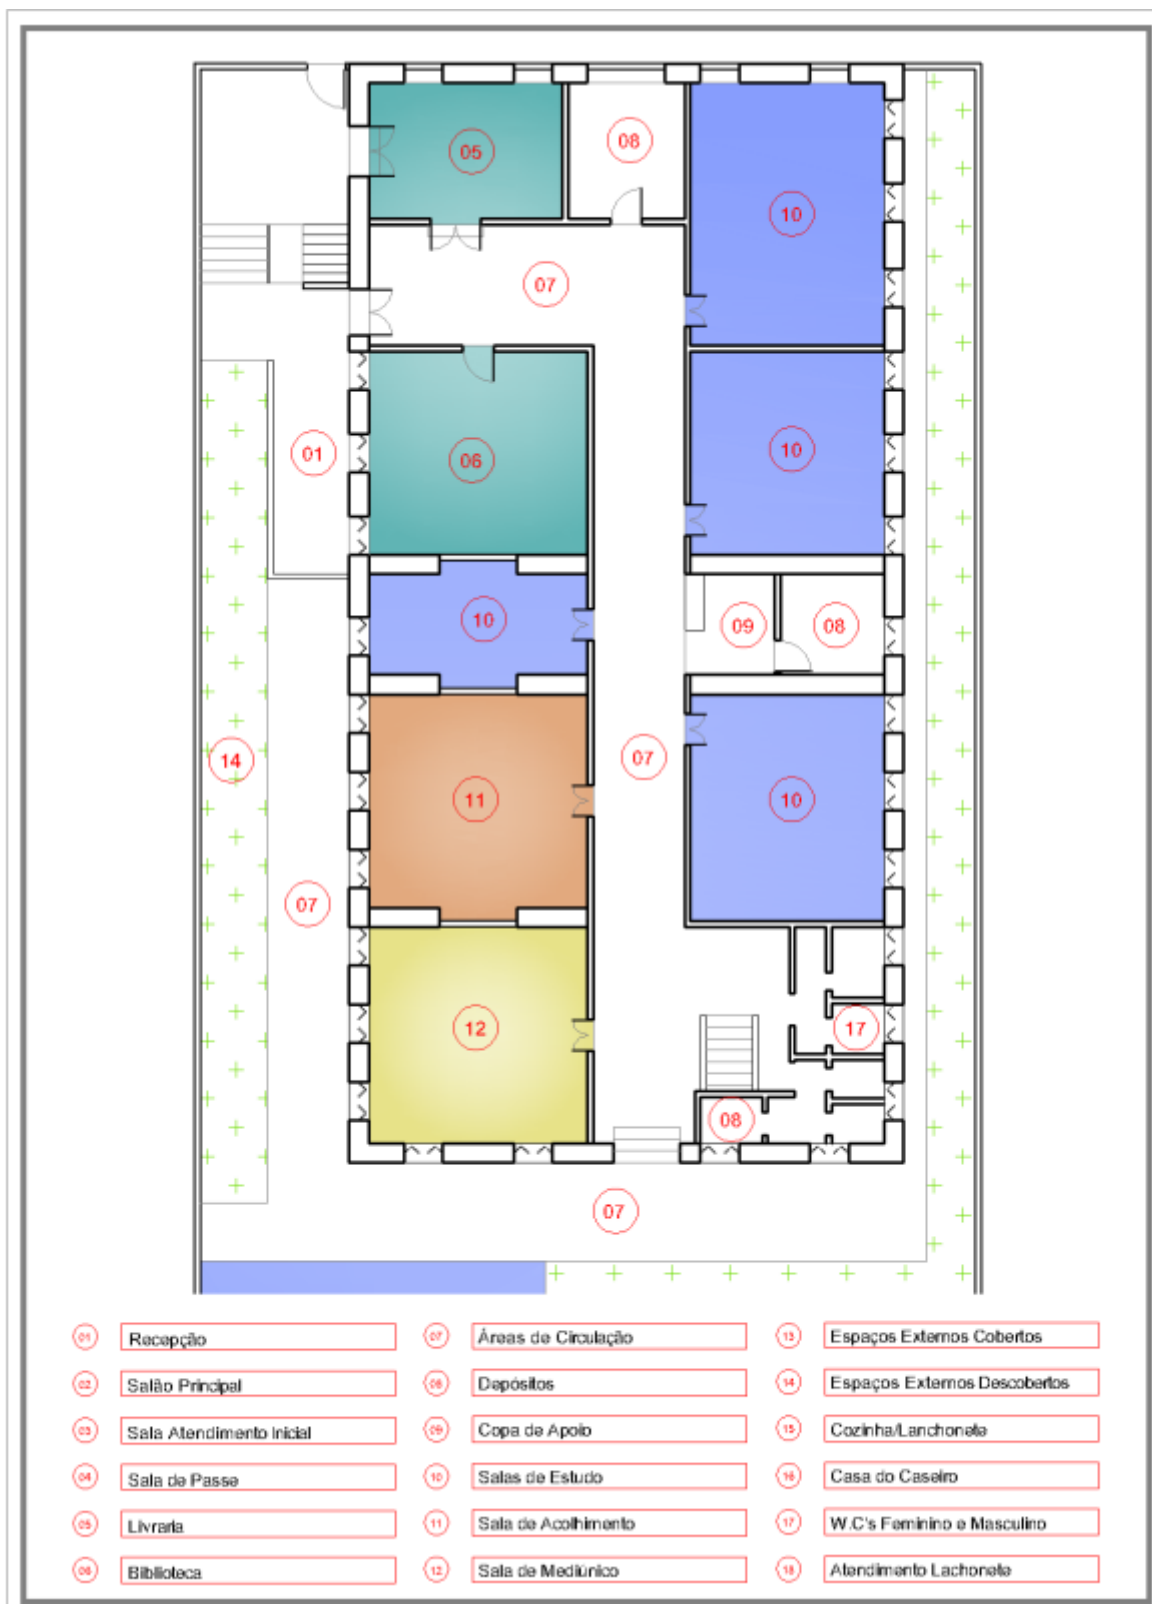 05
08
10
07
01
06
10
10
09
08
14
11
07
10
07
12
17
08
07
01 Recepção
02 Salão Principal
03 Sala Atendimento Inicial
04 Sala de Passe
05 Livraria
06 Biblioteca
07 Áreas de Circulação
08 Depósitos
09 Copa de Apoio
10 Salas de Estudo
11 Sala de Acolhimento
12 Sala de Mediúnico
13 Espaços Externos Cobertos
14 Espaços Externos Descobertos
15 Cozinha/Lanchonete
16 Casa do Caseiro
17 W.C's Feminino e Masculino
18 Atendimento Lachonete